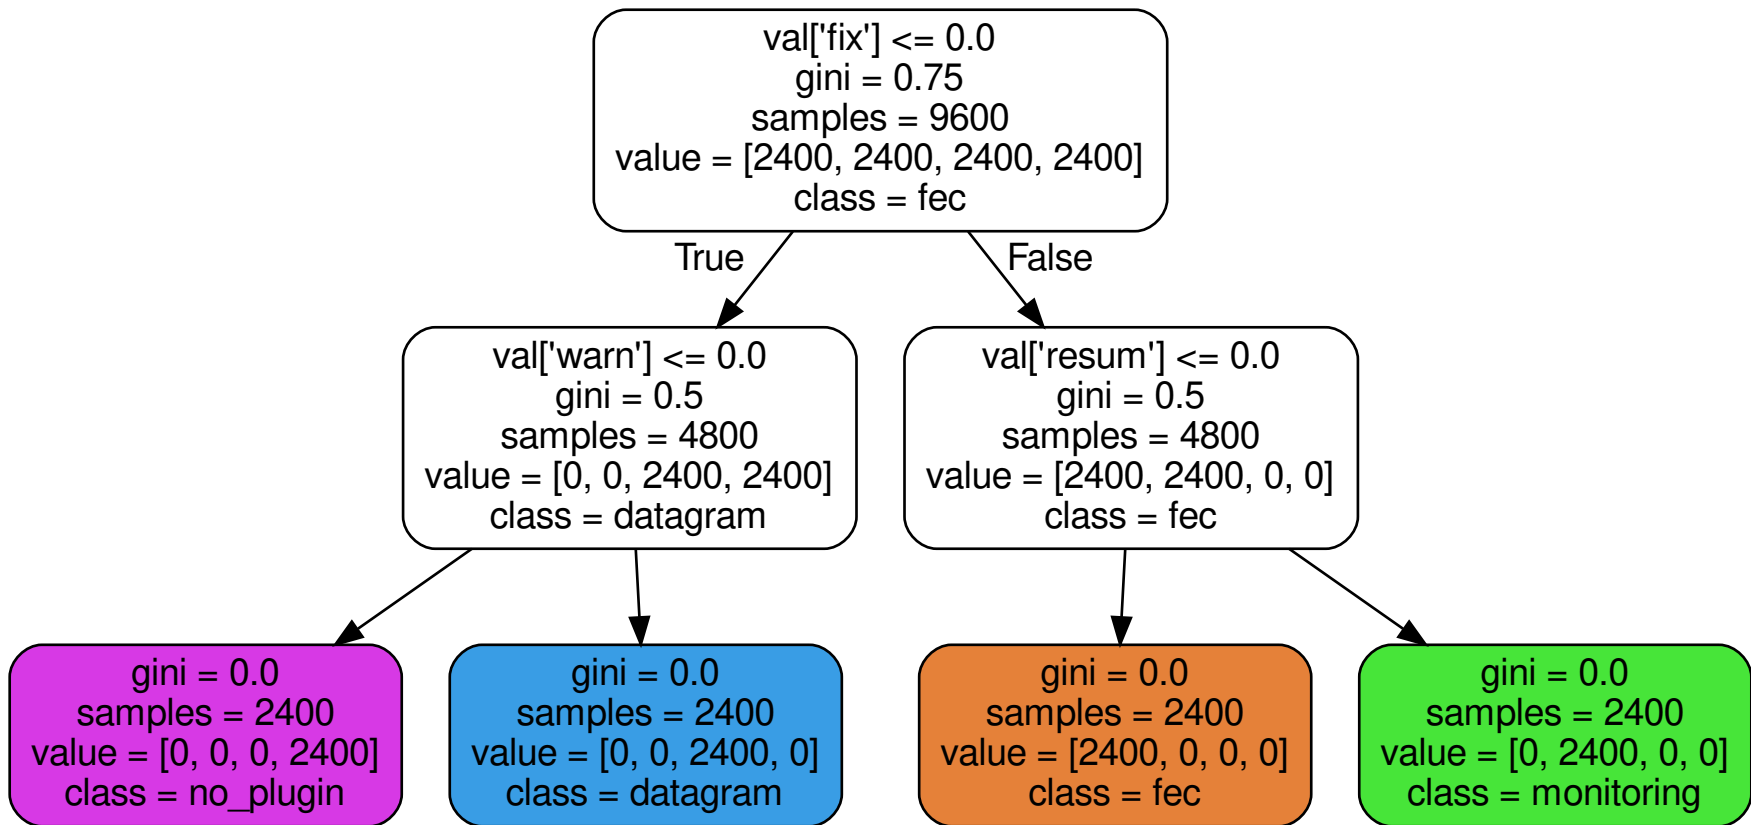 val['fix'] <= 0.0
gini = 0.75
samples = 9600
value = [2400, 2400, 2400, 2400]
class = fec
True
False
val['warn'] <= 0.0
gini = 0.5
samples = 4800
value = [0, 0, 2400, 2400]
class = datagram
val['resum'] <= 0.0
gini = 0.5
samples = 4800
value = [2400, 2400, 0, 0]
class = fec
gini = 0.0
samples = 2400
value = [0, 0, 0, 2400]
class = no_plugin
gini = 0.0
samples = 2400
value = [0, 0, 2400, 0]
class = datagram
gini = 0.0
samples = 2400
value = [2400, 0, 0, 0]
class = fec
gini = 0.0
samples = 2400
value = [0, 2400, 0, 0]
class = monitoring